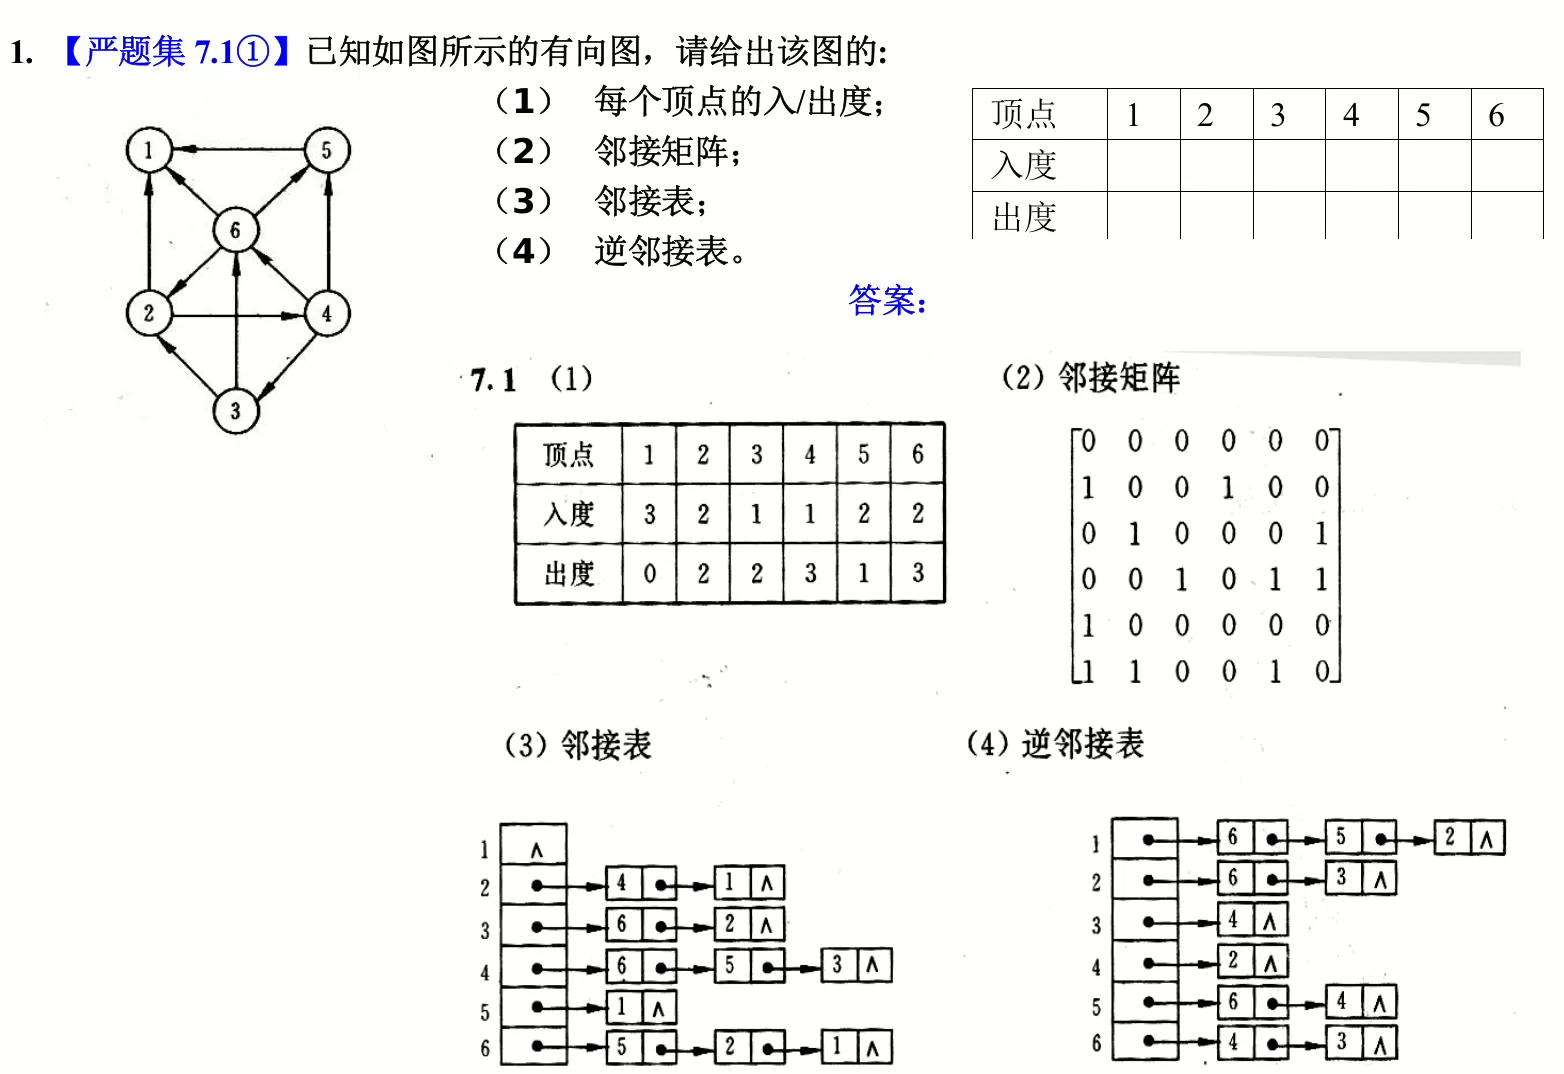 1. 【严题集 7.1①】已知如图所示的有向图，请给出该图的:
（1） 每个顶点的入/出度；
（2） 邻接矩阵；
（3） 邻接表；
（4） 逆邻接表。
顶点 1 2 3 4 5 6
入度
出度
1 5
6
2 4
3
答案：
7.1 (1)
顶点 1 2 3 4 5 6
入度 3 2 1 1 2 2
出度 0 2 2 3 1 3
(2) 邻接矩阵
0 0 0 0 0 0
1 0 0 1 0 0
0 1 0 0 0 1
0 0 1 0 1 1
1 0 0 0 0 0
1 1 0 0 1 0
(3) 邻接表
1 ∧
2 4 1 ∧
3 6 2 ∧
4 6 5 3 ∧
5 1 ∧
6 5 2 1 ∧
(4) 逆邻接表
1 6 5 2 ∧
2 6 3 ∧
3 4 ∧
4 2 ∧
5 6 4 ∧
6 4 3 ∧